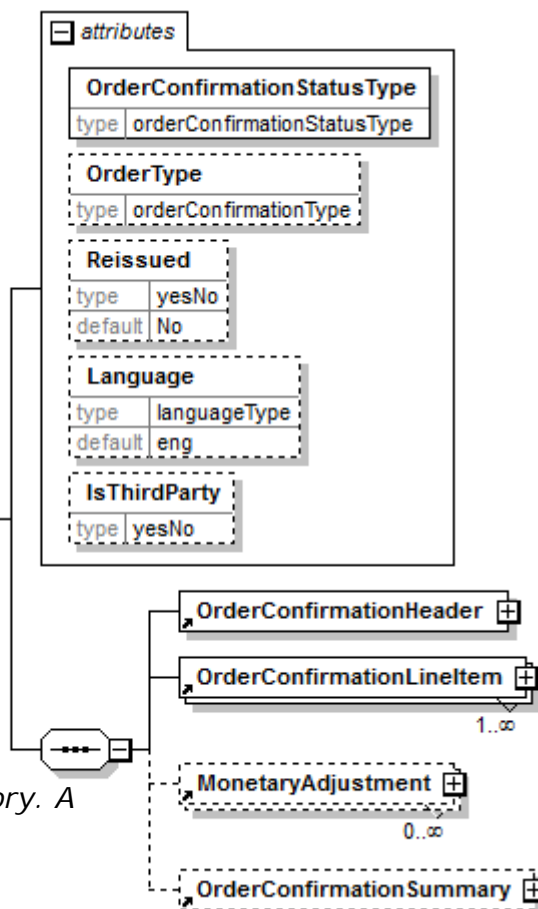 attributes
OrderConfirmationStatusType
type orderConfirmationStatusType
OrderType
type orderConfirmationType
Reissued
type yesNo
default No
Language
type languageType
default eng
IsThirdParty
type yesNo
OrderConfirmationHeader
OrderConfirmationLineItem
1..∞
MonetaryAdjustment
ory. A
0..∞
OrderConfirmationSummary